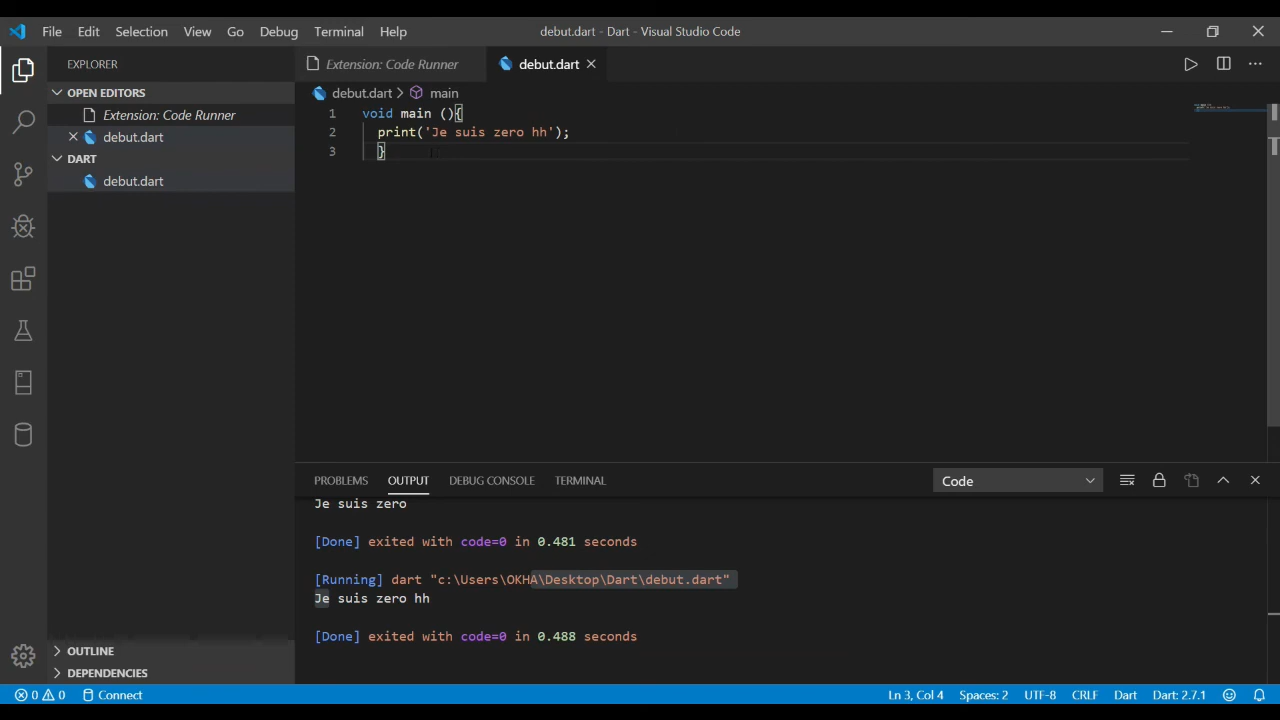 File Edit Selection View Go Debug Terminal Help
debut.dart - Dart - Visual Studio Code
EXPLORER
OPEN EDITORS
Extension: Code Runner
debut.dart
DART
debut.dart
OUTLINE
DEPENDENCIES
Extension: Code Runner
debut.dart
debut.dart > main
1 void main (){
2 print('Je suis zero hh');
3 }
PROBLEMS OUTPUT DEBUG CONSOLE TERMINAL
Code
Je suis zero
[Done] exited with code=0 in 0.481 seconds
[Running] dart "c:\Users\OKHA\Desktop\Dart\debut.dart"
Je suis zero hh
[Done] exited with code=0 in 0.488 seconds
0 0 Connect
Ln 3, Col 4 Spaces: 2 UTF-8 CRLF Dart Dart: 2.7.1